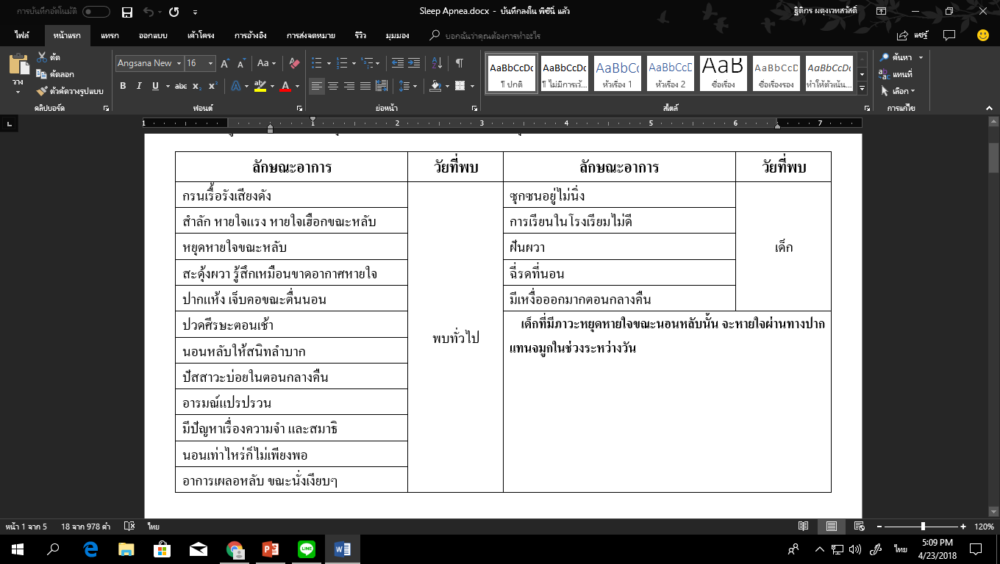 การบันทึกอัตโนมัติ
Sleep Apnea.docx - บันทึกลงใน พีซีนี้ แล้ว
ฐิติกร ผดุงเวทสวัสดิ์
ไฟล์ หน้าแรก แทรก ออกแบบ เค้าโครง การอ้างอิง การส่งจดหมาย รีวิว มุมมอง บอกฉันว่าคุณต้องการทำอะไร แชร์
วาง
ตัด
คัดลอก
ตัวคัดวางรูปแบบ
คลิปบอร์ด
Angsana New 16
ฟอนต์
ย่อหน้า
AaBbCcDc
¶ ปกติ
AaBbCcDc
¶ ไม่มีการเว้...
AaBbCc
หัวเรื่อง 1
AaBbCcD
หัวเรื่อง 2
AaB
ชื่อเรื่อง
AaBbCcD
ชื่อเรื่องรอง
AaBbCcDc
ทำให้ตัวเน้น...
สไตล์
ค้นหา
แทนที่
เลือก
การแก้ไข
1 1 2 3 4 5 6 7
ลักษณะอาการ วัยที่พบ ลักษณะอาการ วัยที่พบ
กรนเรื้อรังเสียงดัง
สำลัก หายใจแรง หายใจเฮือกขณะหลับ
หยุดหายใจขณะหลับ
สะดุ้งผวา รู้สึกเหมือนขาดอากาศหายใจ
ปากแห้ง เจ็บคอขณะตื่นนอน
ปวดศีรษะตอนเช้า
นอนหลับให้สนิทลำบาก
ปัสสาวะบ่อยในตอนกลางคืน
อารมณ์แปรปรวน
มีปัญหาเรื่องความจำ และสมาธิ
นอนเท่าไหร่ก็ไม่เพียงพอ
อาการเผลอหลับ ขณะนั่งเงียบๆ
พบทั่วไป
ซุกซนอยู่ไม่นิ่ง
การเรียนในโรงเรียมไม่ดี
ฝันผวา
ฉี่รดที่นอน
มีเหงื่อออกมากตอนกลางคืน
เด็ก
เด็กที่มีภาวะหยุดหายใจขณะนอนหลับนั้น จะหายใจผ่านทางปาก
แทนจมูกในช่วงระหว่างวัน
หน้า 1 จาก 5 18 จาก 978 คำ ไทย 120%
ไทย
5:09 PM
4/23/2018